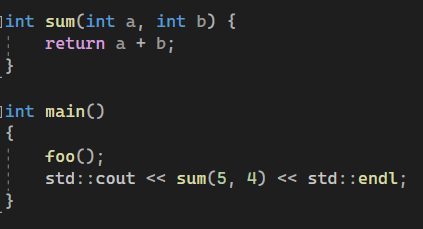 int sum(int a, int b) {
    return a + b;
}
int main()
{
    foo();
    std::cout << sum(5, 4) << std::endl;
}